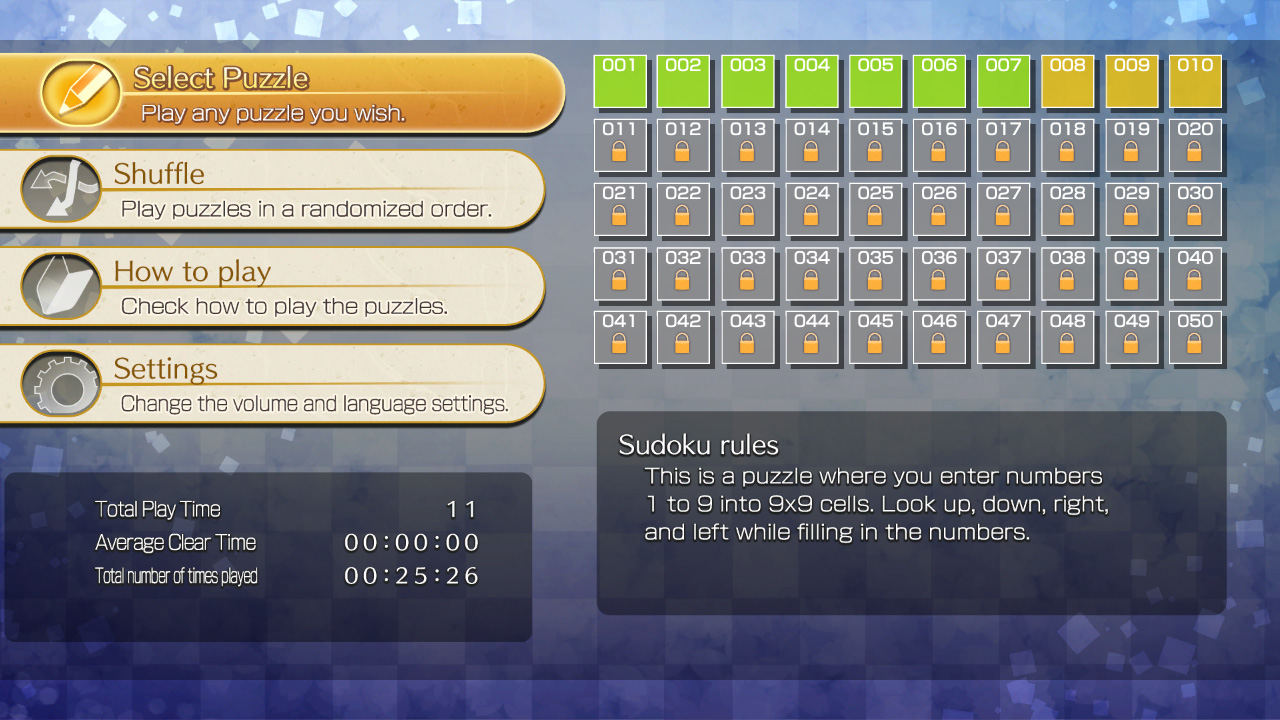 Select Puzzle
Play any puzzle you wish.
Shuffle
Play puzzles in a randomized order.
How to play
Check how to play the puzzles.
Settings
Change the volume and language settings.
Total Play Time 11
Average Clear Time 00:00:00
Total number of times played 00:25:26
001 002 003 004 005 006 007 008 009 010
011 012 013 014 015 016 017 018 019 020
021 022 023 024 025 026 027 028 029 030
031 032 033 034 035 036 037 038 039 040
041 042 043 044 045 046 047 048 049 050
Sudoku rules
This is a puzzle where you enter numbers
1 to 9 into 9x9 cells. Look up, down, right,
and left while filling in the numbers.